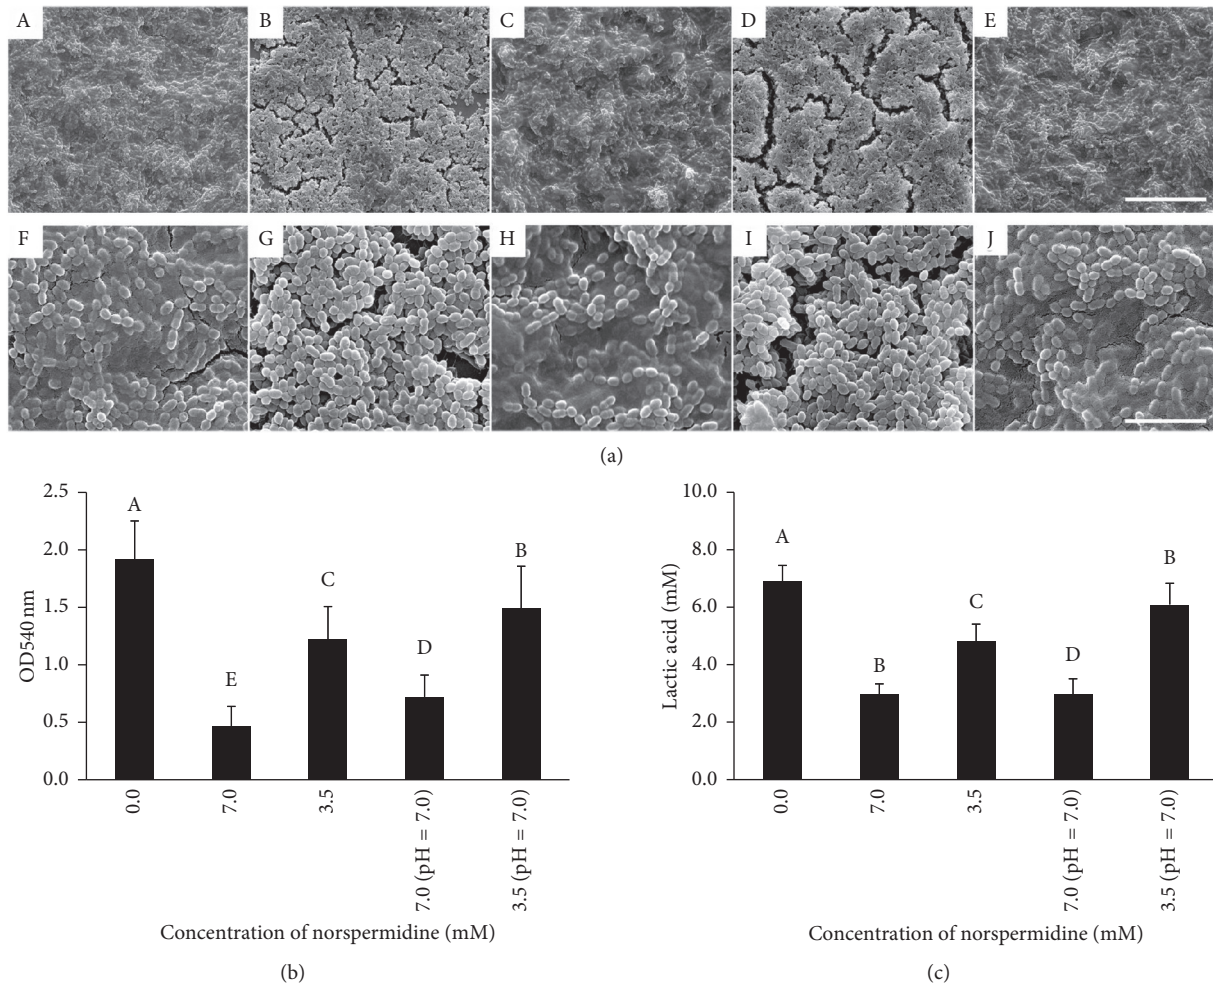 A B C D E
F G H I J
(a)
2.5
2.0
1.5
1.0
0.5
0.0
OD540 nm
A
E
C
D
B
0.0
7.0
3.5
7.0 (pH = 7.0)
3.5 (pH = 7.0)
Concentration of norspermidine (mM)
(b)
10.0
8.0
6.0
4.0
2.0
0.0
Lactic acid (mM)
A
B
C
D
B
0.0
7.0
3.5
7.0 (pH = 7.0)
3.5 (pH = 7.0)
Concentration of norspermidine (mM)
(c)